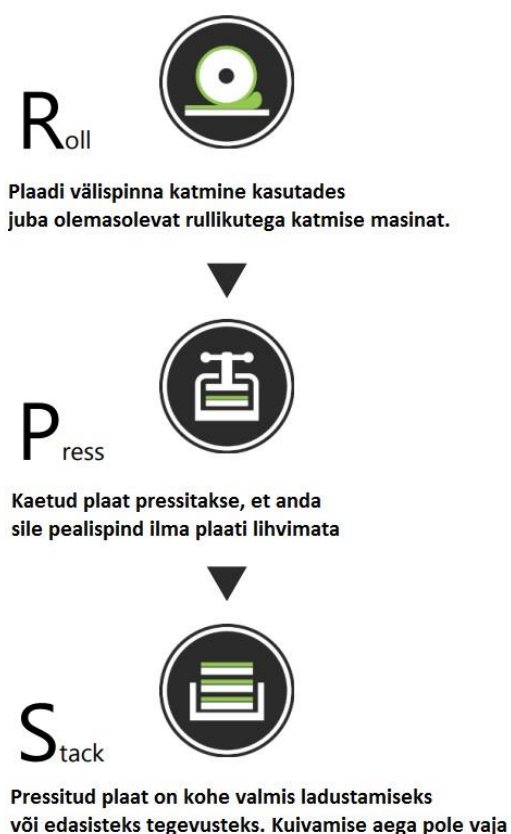 Roll
Plaadi välispinna katmine kasutades
juba olemasolevat rullikutega katmise masinat.
Press
Kaetud plaat pressitakse, et anda
sile pealispind ilma plaati lihvimata
Stack
Pressitud plaat on kohe valmis ladustamiseks
või edasisteks tegevusteks. Kuivamise aega pole vaja